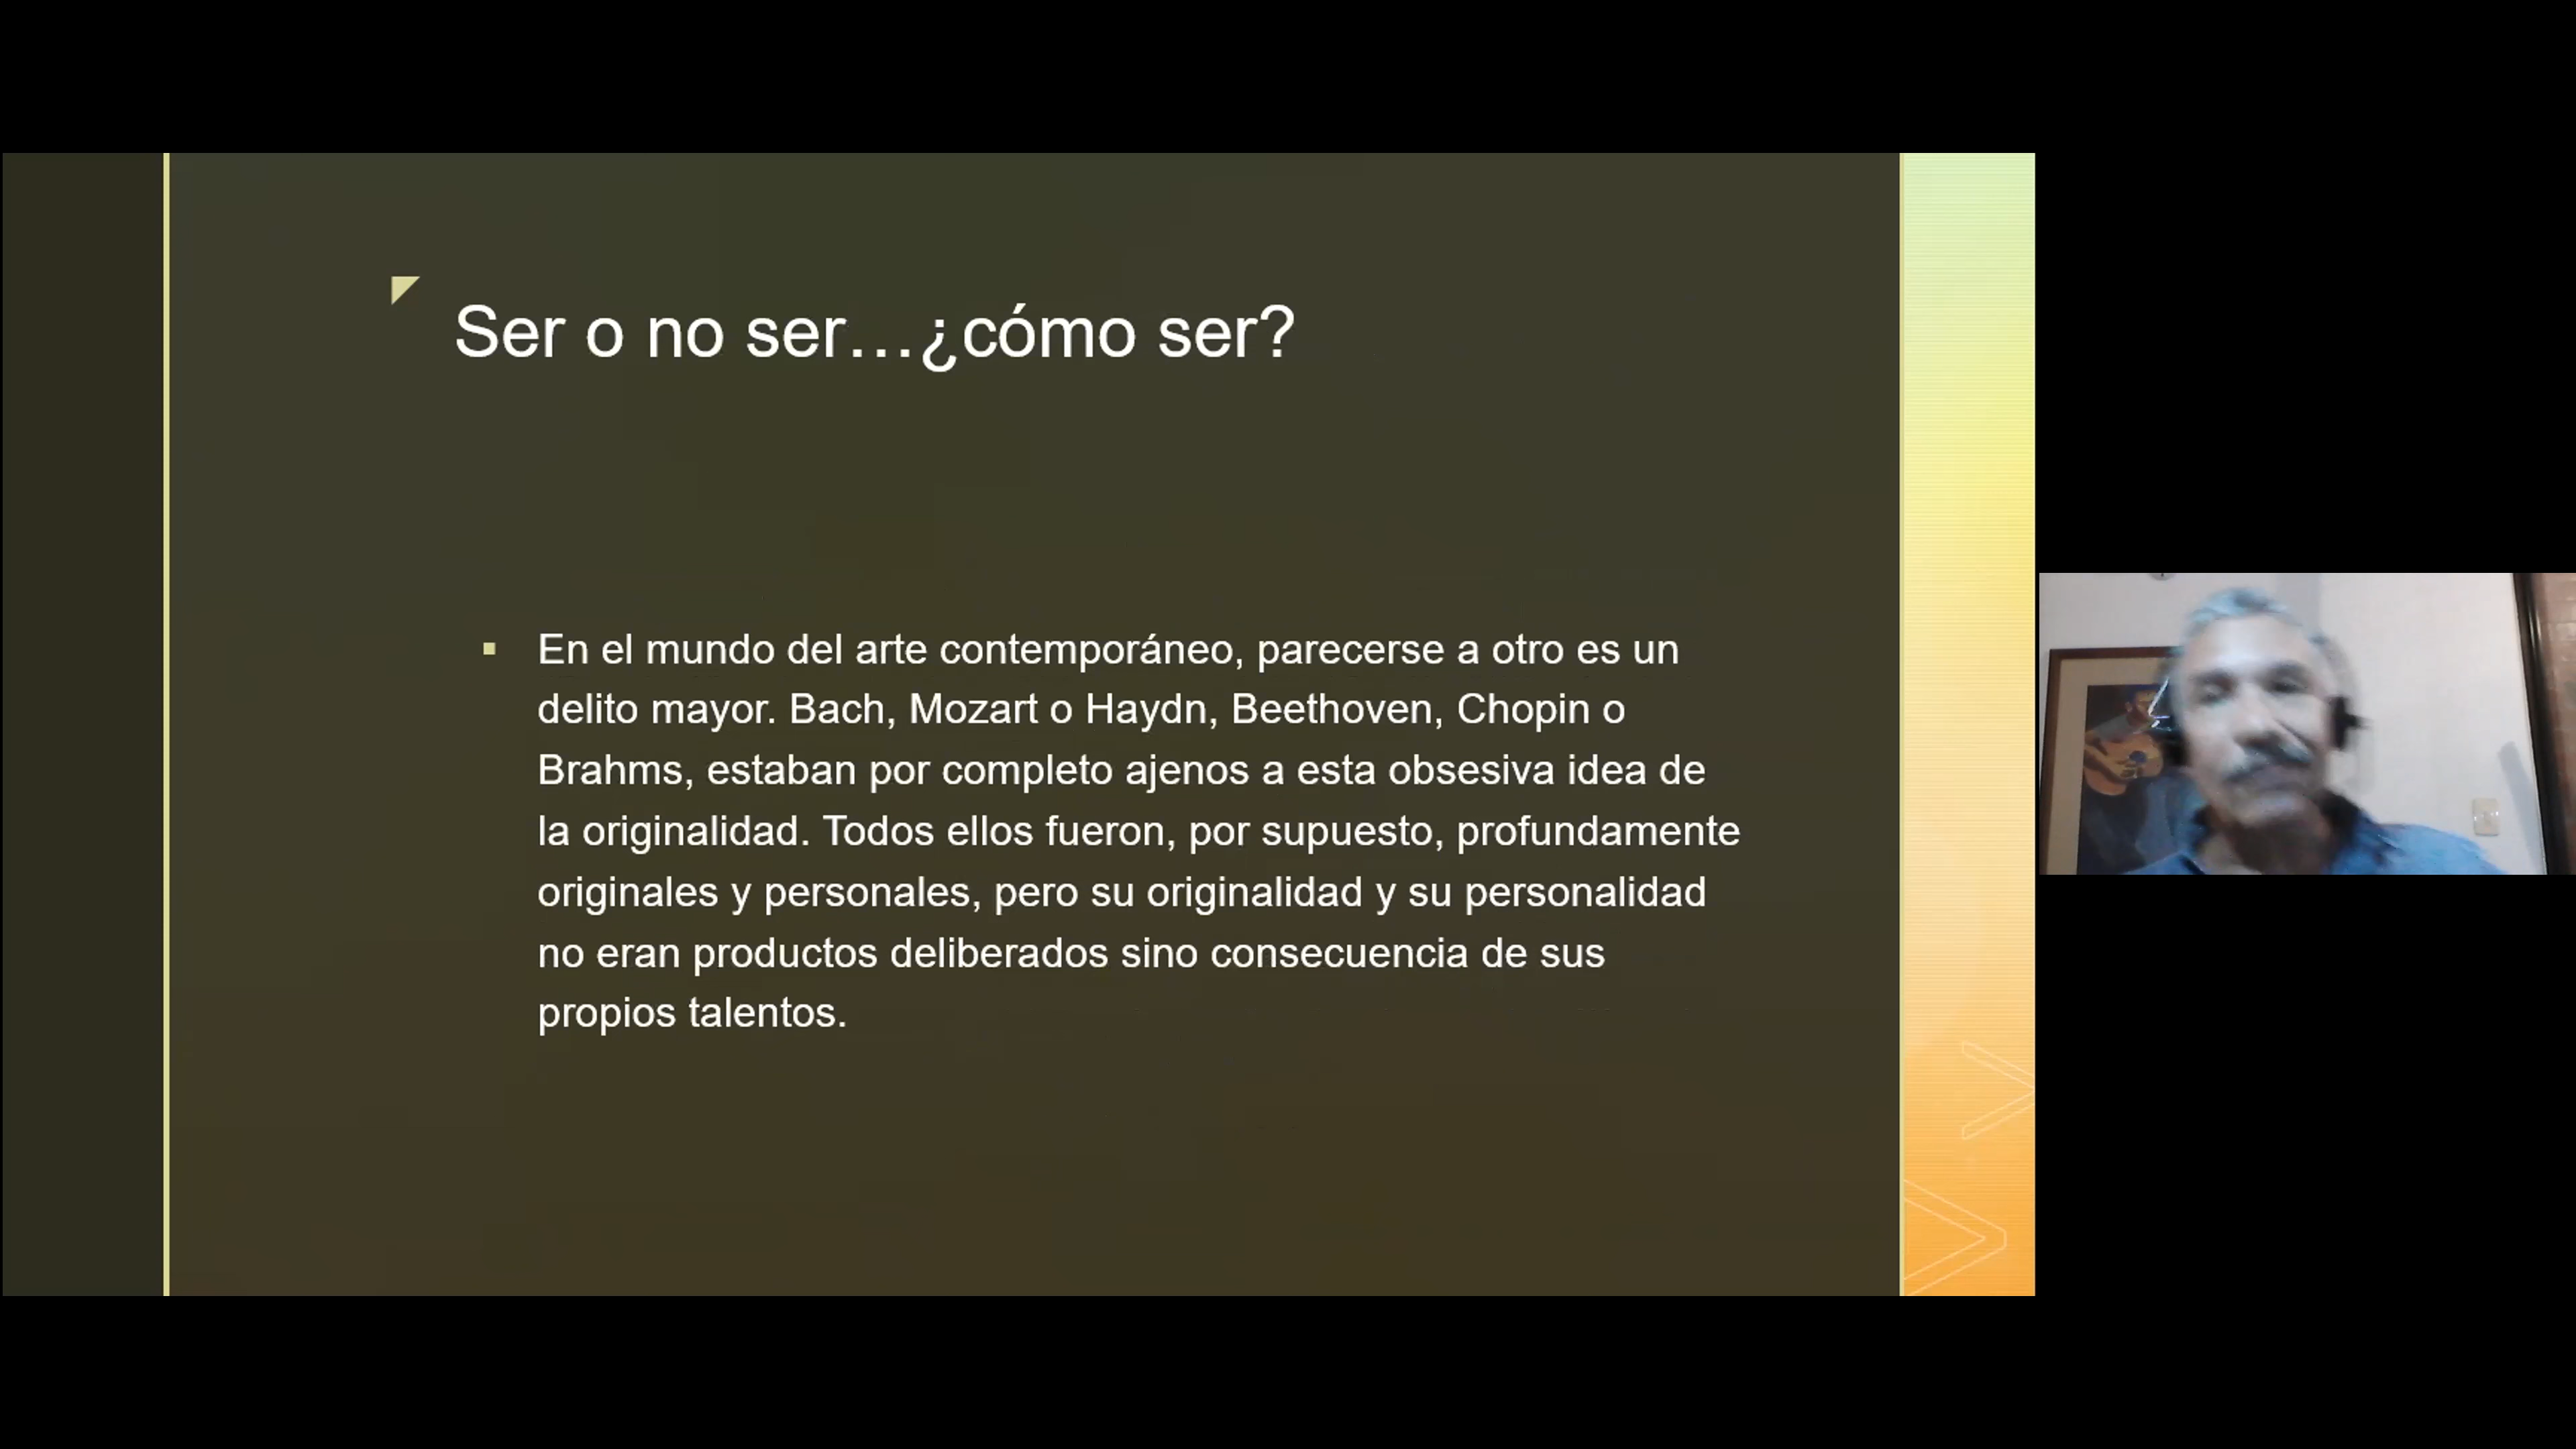 Ser o no ser...¿cómo ser?
En el mundo del arte contemporáneo, parecerse a otro es un
delito mayor. Bach, Mozart o Haydn, Beethoven, Chopin o
Brahms, estaban por completo ajenos a esta obsesiva idea de
la originalidad. Todos ellos fueron, por supuesto, profundamente
originales y personales, pero su originalidad y su personalidad
no eran productos deliberados sino consecuencia de sus
propios talentos.